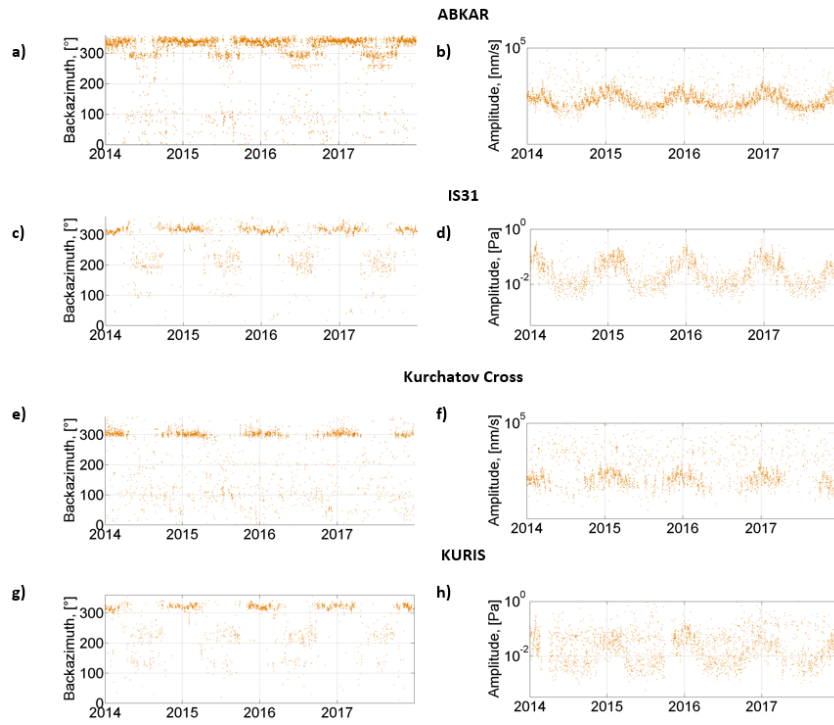 ABKAR
a)
Backazimuth, [°]
300
200
100
0
2014 2015 2016 2017
b)
Amplitude, [nm/s]
10^5
10^0
2014 2015 2016 2017
IS31
c)
Backazimuth, [°]
300
200
100
0
2014 2015 2016 2017
d)
Amplitude, [Pa]
10^0
10^-2
2014 2015 2016 2017
Kurchatov Cross
e)
Backazimuth, [°]
300
200
100
0
2014 2015 2016 2017
f)
Amplitude, [nm/s]
10^5
10^0
2014 2015 2016 2017
KURIS
g)
Backazimuth, [°]
300
200
100
0
2014 2015 2016 2017
h)
Amplitude, [Pa]
10^0
10^-2
2014 2015 2016 2017